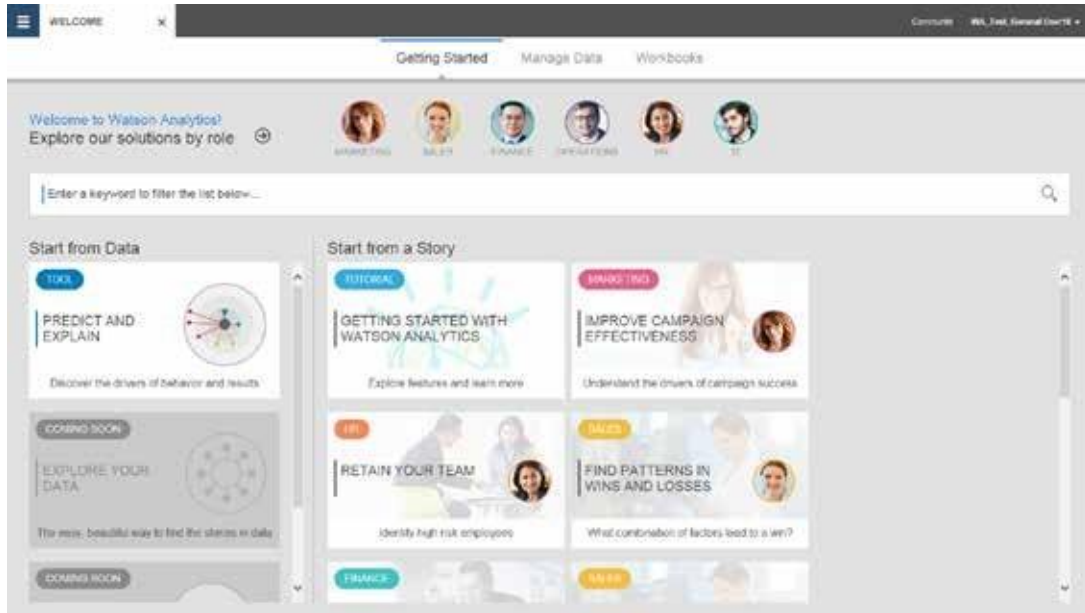 WELCOME
Community
Getting Started
Manage Data
Workbooks
Welcome to Watson Analytics!
Explore our solutions by role
MARKETING
SALES
FINANCE
OPERATIONS
HR
IT
Enter a keyword to filter the list below...
Start from Data
Start from a Story
TOOL
PREDICT AND
EXPLAIN
Discover the drivers of behavior and results
TUTORIAL
GETTING STARTED WITH
WATSON ANALYTICS
Explore features and learn more
MARKETING
IMPROVE CAMPAIGN
EFFECTIVENESS
Understand the drivers of campaign success
COMING SOON
EXPLORE YOUR
DATA
The easy, beautiful way to find the stories in data
HR
RETAIN YOUR TEAM
Identify high risk employees
SALES
FIND PATTERNS IN
WINS AND LOSSES
What combination of factors lead to a win?
COMING SOON
FINANCE
SALES